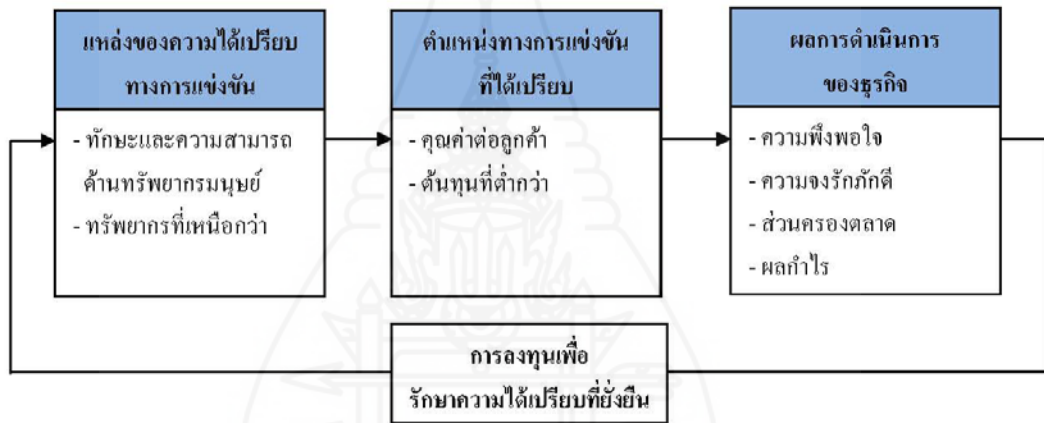 แหล่งของความได้เปรียบ
ทางการแข่งขัน
- ทักษะและความสามารถ
ด้านทรัพยากรมนุษย์
- ทรัพยากรที่เหนือกว่า
ตำแหน่งทางการแข่งขัน
ที่ได้เปรียบ
- คุณค่าต่อลูกค้า
- ต้นทุนที่ต่ำกว่า
ผลการดำเนินการ
ของธุรกิจ
- ความพึงพอใจ
- ความจงรักภักดี
- ส่วนครองตลาด
- ผลกำไร
การลงทุนเพื่อ
รักษาความได้เปรียบที่ยั่งยืน